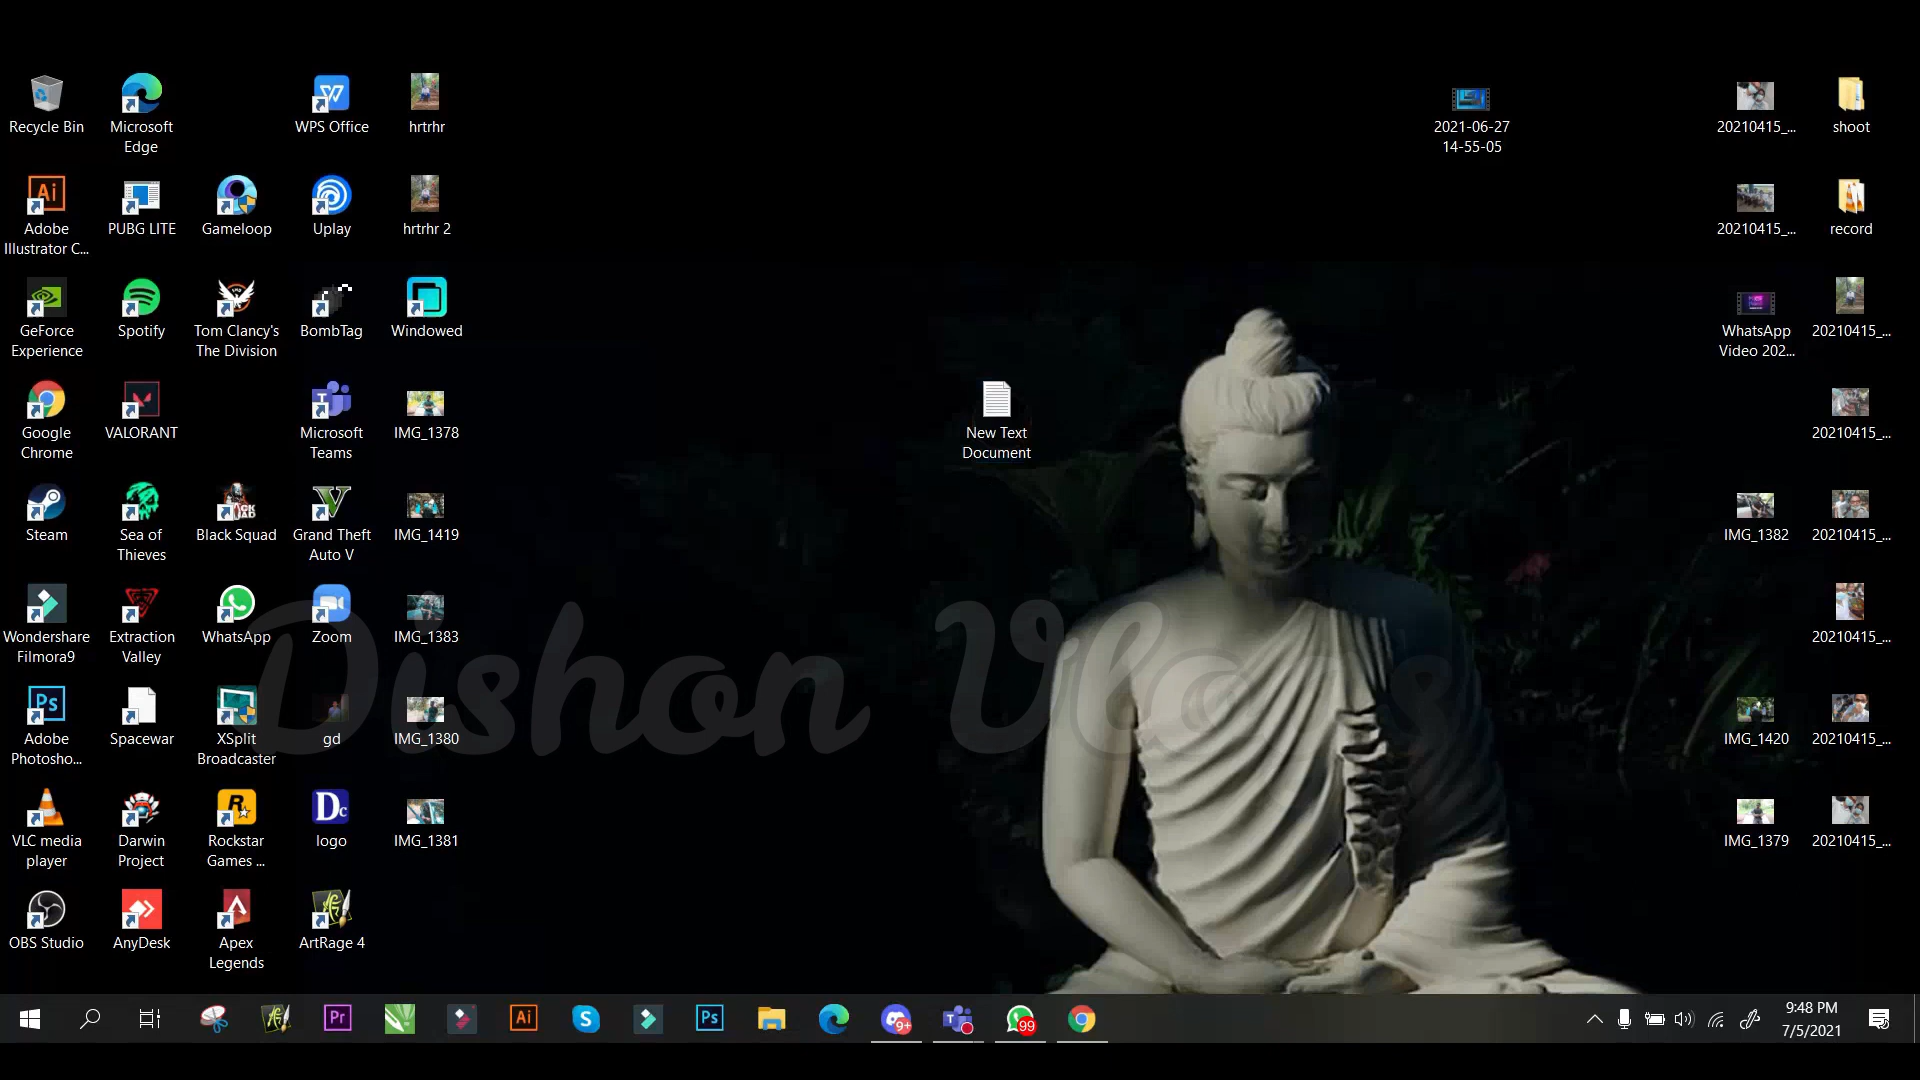 Recycle Bin
Microsoft
Edge
WPS Office
hrtrhr
2021-06-27
14-55-05
20210415_...
shoot
Adobe
Illustrator C...
PUBG LITE
Gameloop
Uplay
hrtrhr 2
20210415_...
record
GeForce
Experience
Spotify
Tom Clancy's
The Division
BombTag
Windowed
WhatsApp
Video 202...
20210415_...
Google
Chrome
VALORANT
Microsoft
Teams
IMG_1378
New Text
Document
20210415_...
Steam
Sea of
Thieves
Black Squad
Grand Theft
Auto V
IMG_1419
IMG_1382
20210415_...
Wondershare
Filmora9
Extraction
Valley
WhatsApp
Zoom
IMG_1383
20210415_...
Dishon Vlogs
Adobe
Photosho...
Spacewar
XSplit
Broadcaster
gd
IMG_1380
IMG_1420
20210415_...
VLC media
player
Darwin
Project
Rockstar
Games ...
logo
IMG_1381
IMG_1379
20210415_...
OBS Studio
AnyDesk
Apex
Legends
ArtRage 4
9:48 PM
7/5/2021